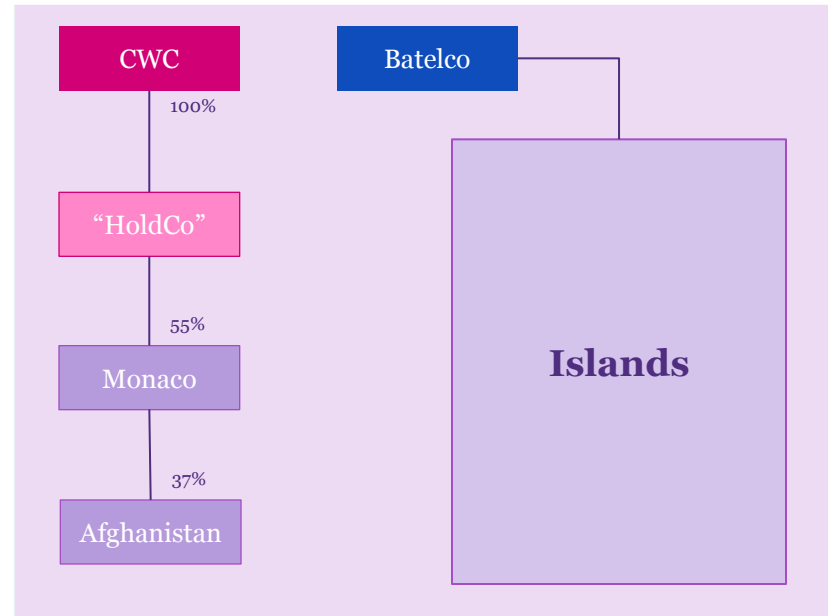 CWC
Batelco
100%
“HoldCo”
55%
Monaco
Islands
37%
Afghanistan